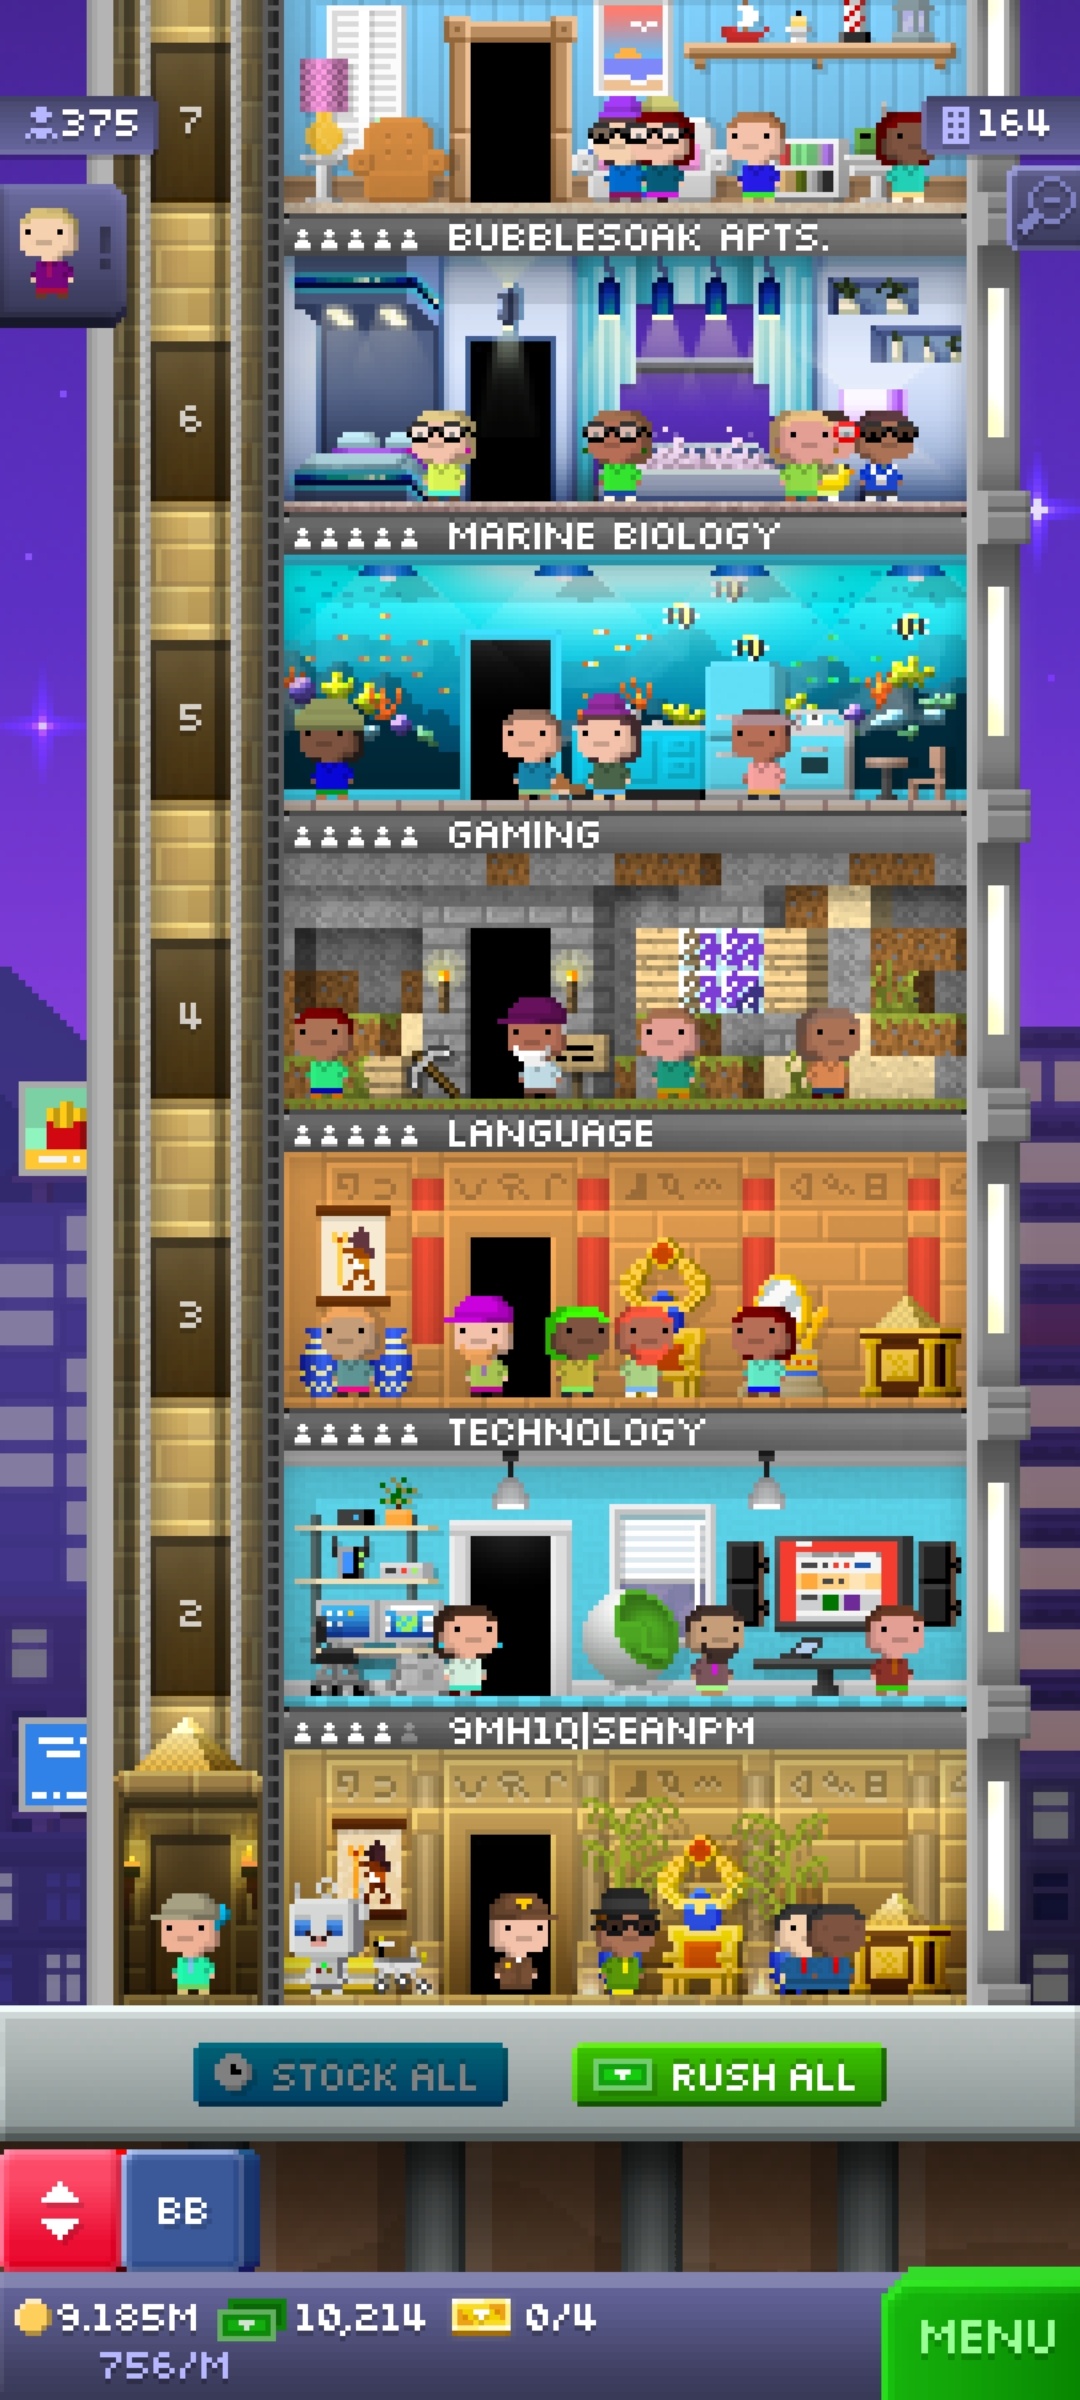 375
7
164
BUBBLESOAK APTS.
6
MARINE BIOLOGY
5
GAMING
4
LANGUAGE
3
TECHNOLOGY
2
9MH1Q|SEANPM
STOCK ALL
RUSH ALL
BB
9.185M
10,214
0/4
756/M
MENU